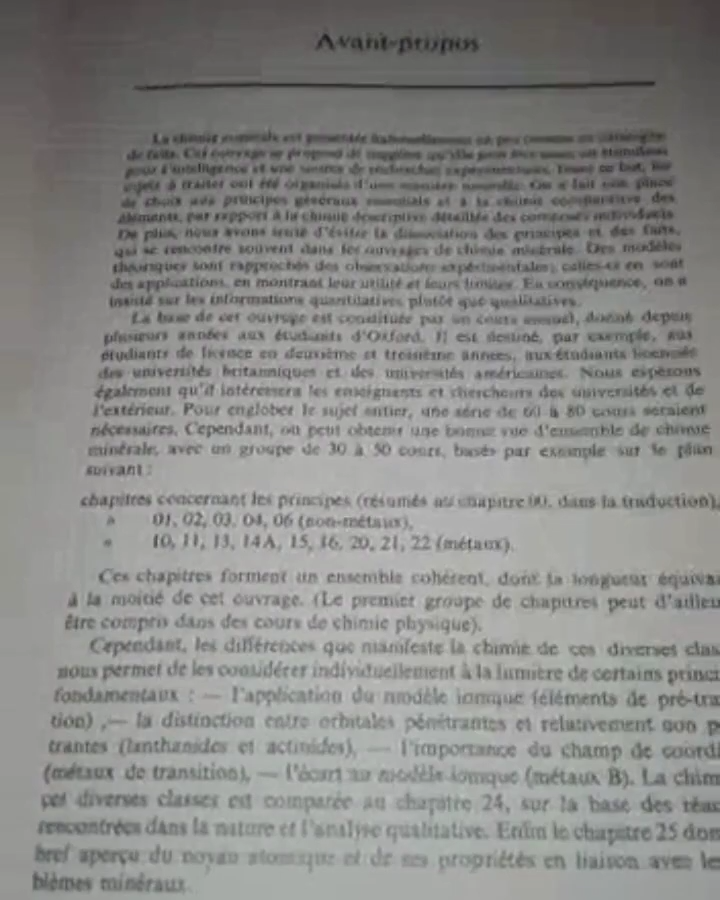 Avant-propos
La chimie minérale est présentée habituellement un peu comme un catalogue
de faits. Cet ouvrage se propose de suggérer qu'elle peut être aussi un stimulant
pour l'intelligence et une source de recherches expérimentales. Dans ce but, les
sujets à traiter ont été organisés d'une manière nouvelle. On a fait une place
de choix aux principes généraux essentiels et à la chimie comparative des
éléments, par rapport à la chimie descriptive détaillée des composés individuels.
De plus, nous avons tenté d'éviter la dissociation des principes et des faits,
qui se rencontre souvent dans les ouvrages de chimie minérale. Des modèles
théoriques sont rapprochés des observations expérimentales; celles-ci en sont
des applications, en montrant leur utilité et leurs limites. En conséquence, on a
insisté sur les informations quantitatives plutôt que qualitatives.
La base de cet ouvrage est constituée par un cours annuel, donné depuis
plusieurs années aux étudiants d'Oxford. Il est destiné, par exemple, aux
étudiants de licence en deuxième et troisième années, aux étudiants licenciés
des universités britanniques et des universités américaines. Nous espérons
également qu'il intéressera les enseignants et chercheurs des universités et de
l'extérieur. Pour englober le sujet entier, une série de 60 à 80 cours seraient
nécessaires. Cependant, on peut obtenir une bonne vue d'ensemble de chimie
minérale, avec un groupe de 30 à 50 cours, basés par exemple sur le plan
suivant :
chapitres concernant les principes (résumés au chapitre 00, dans la traduction),
» 01, 02, 03, 04, 06 (non-métaux),
» 10, 11, 13, 14A, 15, 16, 20, 21, 22 (métaux).
Ces chapitres forment un ensemble cohérent, dont la longueur équiva
à la moitié de cet ouvrage. (Le premier groupe de chapitres peut d'ailleu
être compris dans des cours de chimie physique).
Cependant, les différences que manifeste la chimie de ces diverses clas
nous permet de les considérer individuellement à la lumière de certains princi
fondamentaux : — l'application du modèle ionique (éléments de pré-tra
tion) ,— la distinction entre orbitales pénétrantes et relativement non p
trantes (lanthanides et actinides), — l'importance du champ de coordi
(métaux de transition), — l'écart au modèle ionique (métaux B). La chim
ces diverses classes est comparée au chapitre 24, sur la base des réac
rencontrées dans la nature et l'analyse qualitative. Enfin le chapitre 25 don
bref aperçu du noyau atomique et de ses propriétés en liaison avec les
blèmes minéraux.